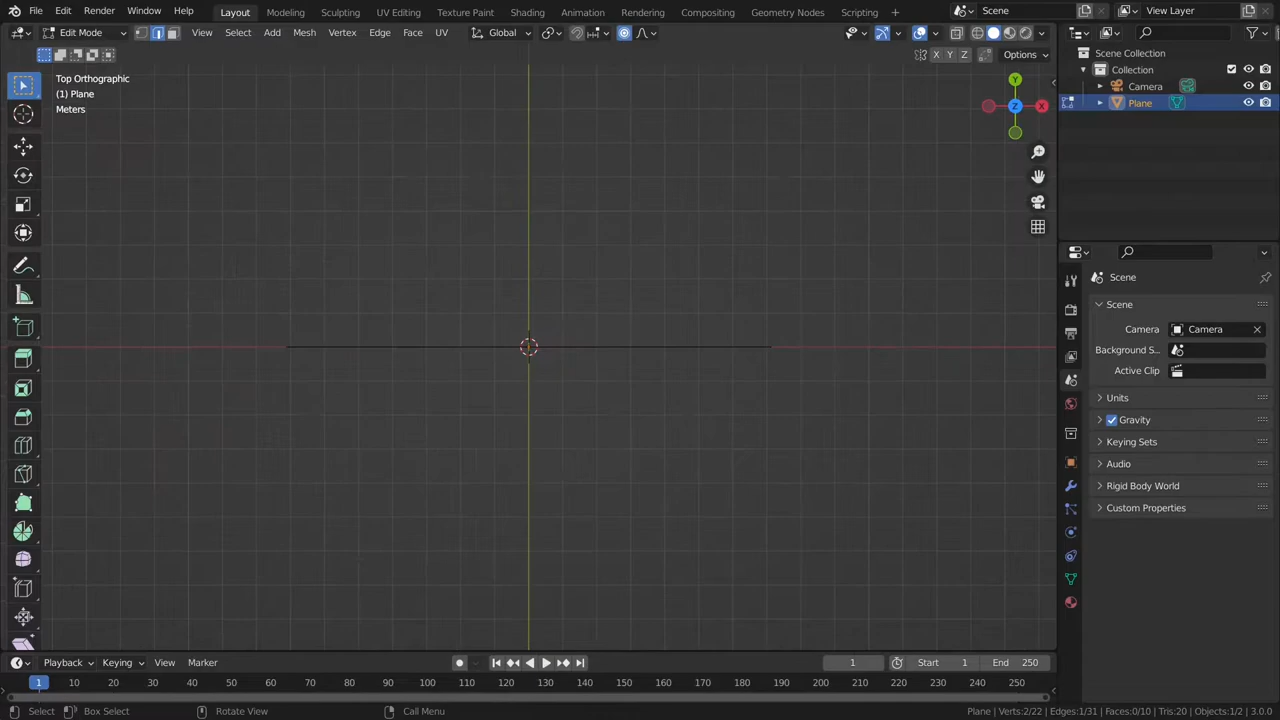 File Edit Render Window Help Layout Modeling Sculpting UV Editing Texture Paint Shading Animation Rendering Compositing Geometry Nodes Scripting + Scene View Layer
Edit Mode View Select Add Mesh Vertex Edge Face UV Global
X Y Z Options
Top Orthographic
(1) Plane
Meters
Y
Z
X
Scene Collection
Collection
Camera
Plane
Scene
Scene
Camera Camera
Background S...
Active Clip
Units
Gravity
Keying Sets
Audio
Rigid Body World
Custom Properties
Playback Keying View Marker 1 Start 1 End 250
1 10 20 30 40 50 60 70 80 90 100 110 120 130 140 150 160 170 180 190 200 210 220 230 240 250
Select Box Select Rotate View Call Menu Plane | Verts:2/22 | Edges:1/31 | Faces:0/10 | Tris:20 | Objects:1/2 | 3.0.0